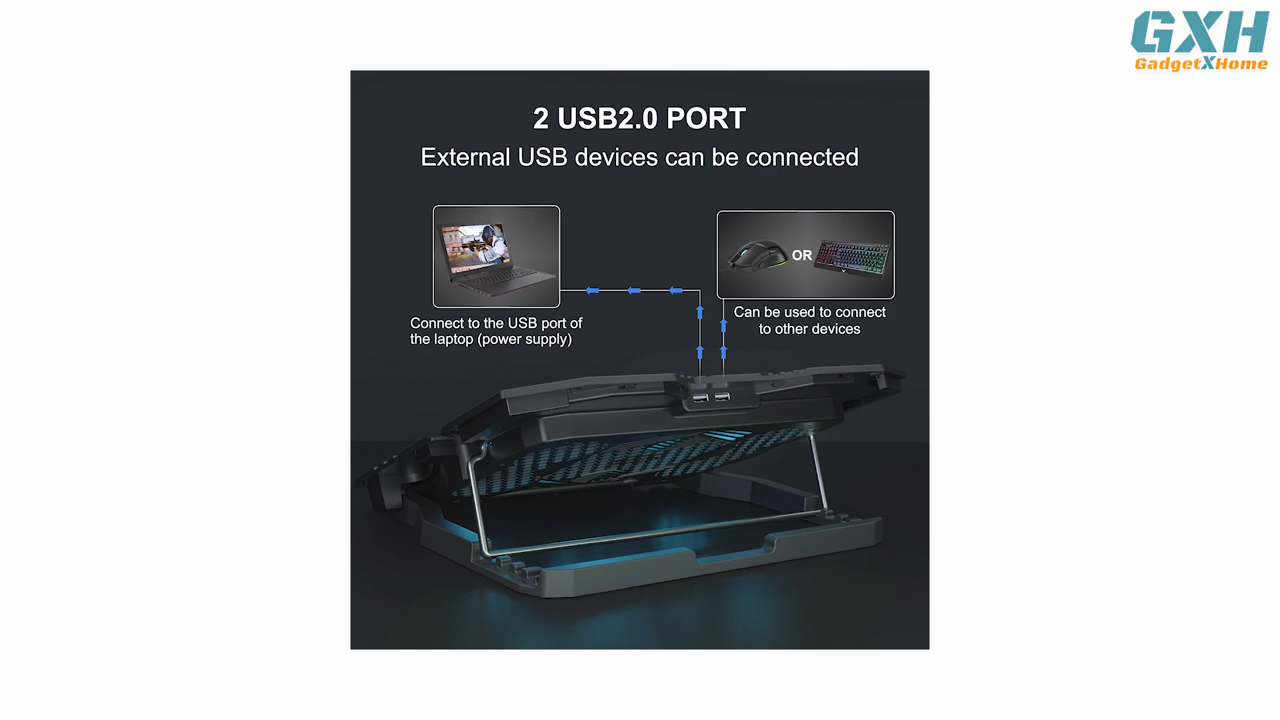 GXH
GadgetXHome
2 USB2.0 PORT
External USB devices can be connected
OR
Connect to the USB port of
the laptop (power supply)
Can be used to connect
to other devices